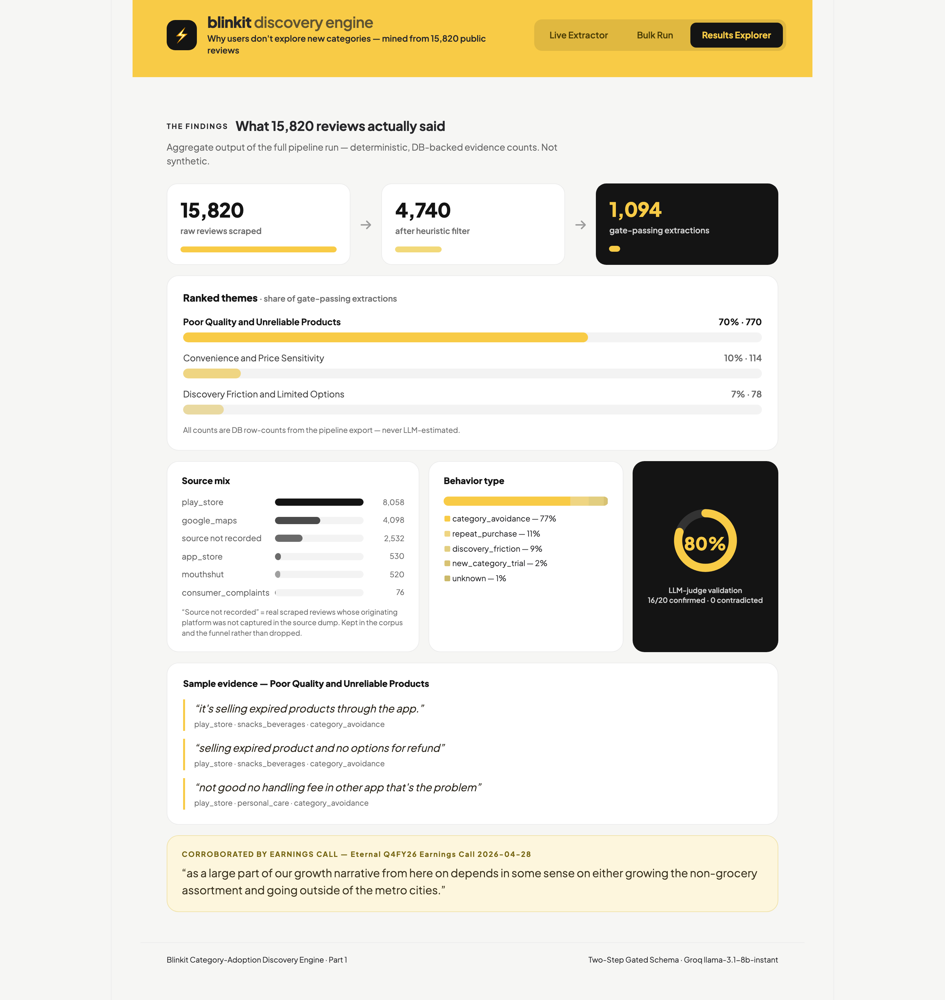 ⚡ blinkit discovery engine
Why users don't explore new categories — mined from 15,820 public
reviews
Live Extractor Bulk Run Results Explorer
THE FINDINGS What 15,820 reviews actually said
Aggregate output of the full pipeline run — deterministic, DB-backed evidence counts. Not
synthetic.
15,820
raw reviews scraped
→
4,740
after heuristic filter
→
1,094
gate-passing extractions
Ranked themes · share of gate-passing extractions
Poor Quality and Unreliable Products 70% · 770
Convenience and Price Sensitivity 10% · 114
Discovery Friction and Limited Options 7% · 78
All counts are DB row-counts from the pipeline export — never LLM-estimated.
Source mix
play_store 8,058
google_maps 4,098
source not recorded 2,532
app_store 530
mouthshut 520
consumer_complaints 76
“Source not recorded” = real scraped reviews whose originating
platform was not captured in the source dump. Kept in the corpus
and the funnel rather than dropped.
Behavior type
category_avoidance — 77%
repeat_purchase — 11%
discovery_friction — 9%
new_category_trial — 2%
unknown — 1%
80%
LLM-judge validation
16/20 confirmed · 0 contradicted
Sample evidence — Poor Quality and Unreliable Products
“it's selling expired products through the app.”
play_store · snacks_beverages · category_avoidance
“selling expired product and no options for refund”
play_store · snacks_beverages · category_avoidance
“not good no handling fee in other app that's the problem”
play_store · personal_care · category_avoidance
CORROBORATED BY EARNINGS CALL — Eternal Q4FY26 Earnings Call 2026-04-28
“as a large part of our growth narrative from here on depends in some sense on either growing the non-grocery
assortment and going outside of the metro cities.”
Blinkit Category-Adoption Discovery Engine · Part 1
Two-Step Gated Schema · Groq llama-3.1-8b-instant